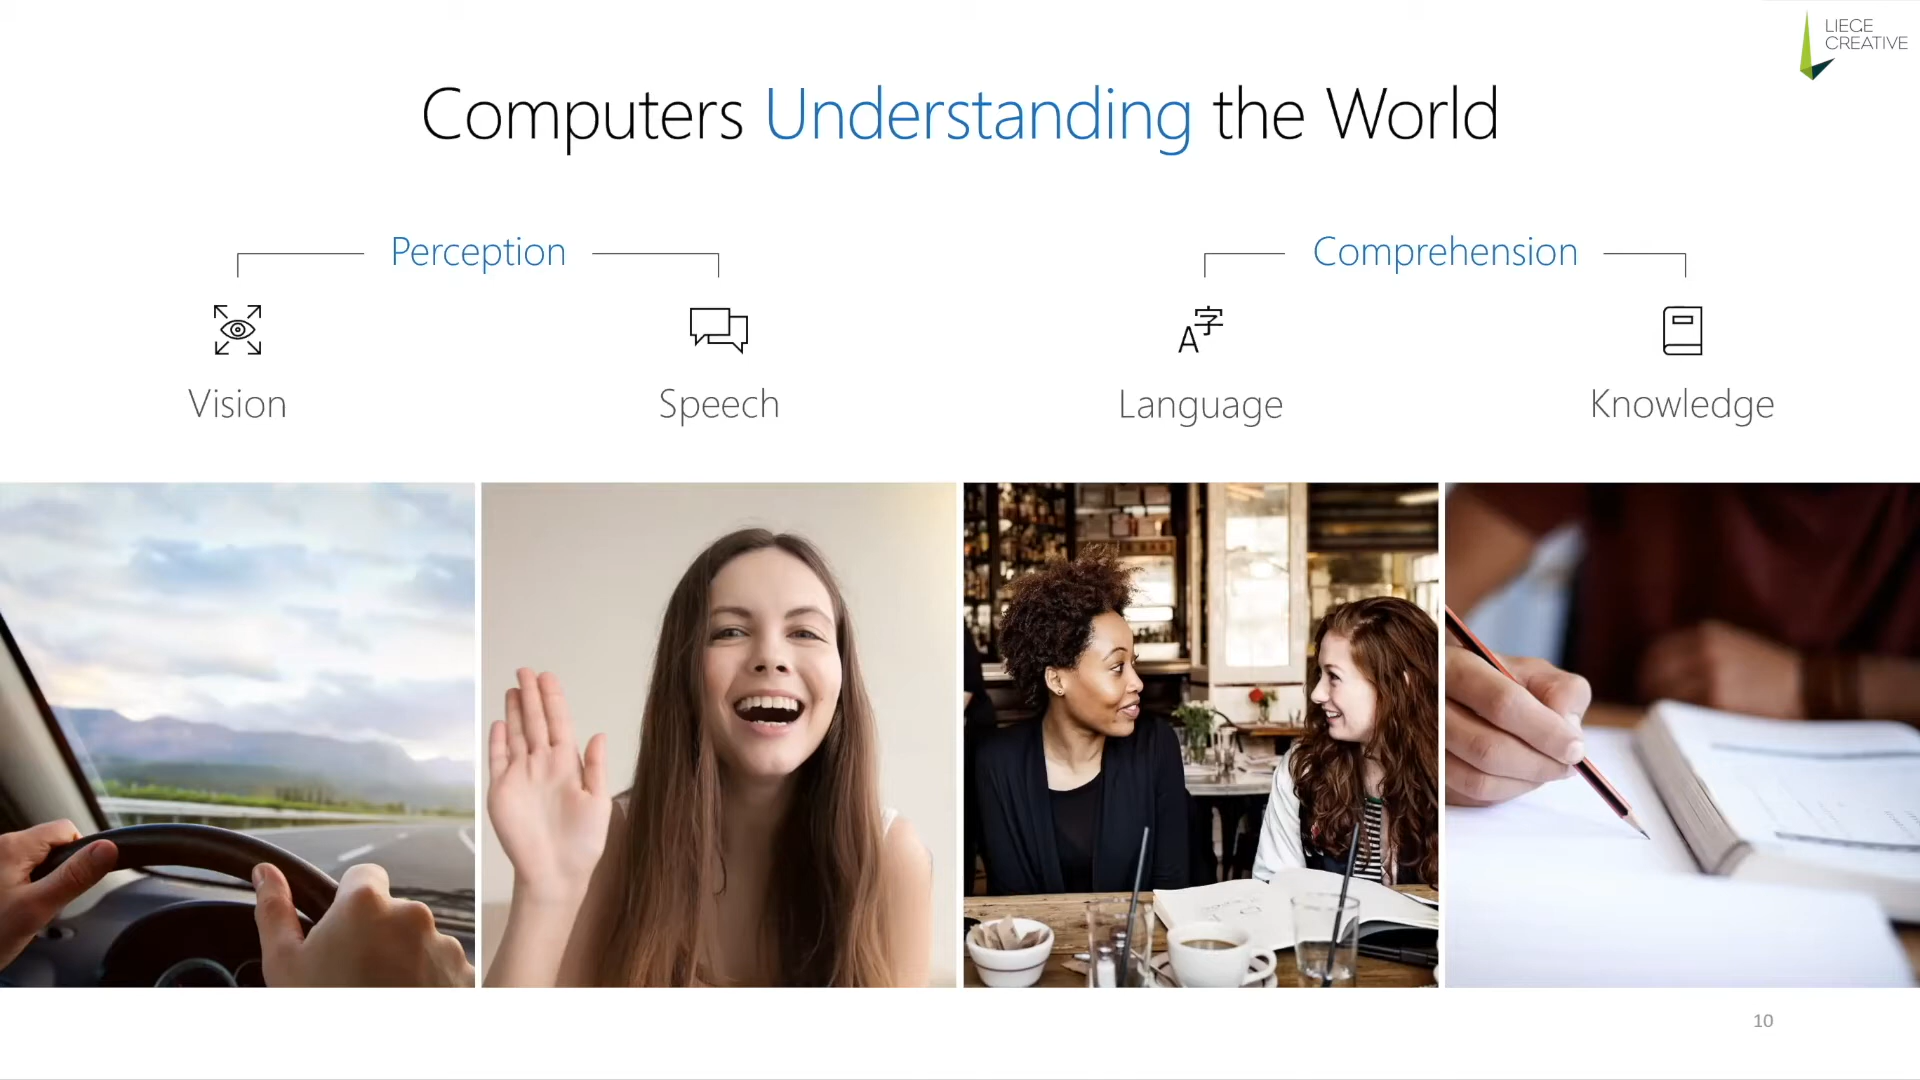 LIEGE
CREATIVE
Computers Understanding the World
Perception
Comprehension
A字
Vision
Speech
Language
Knowledge
10